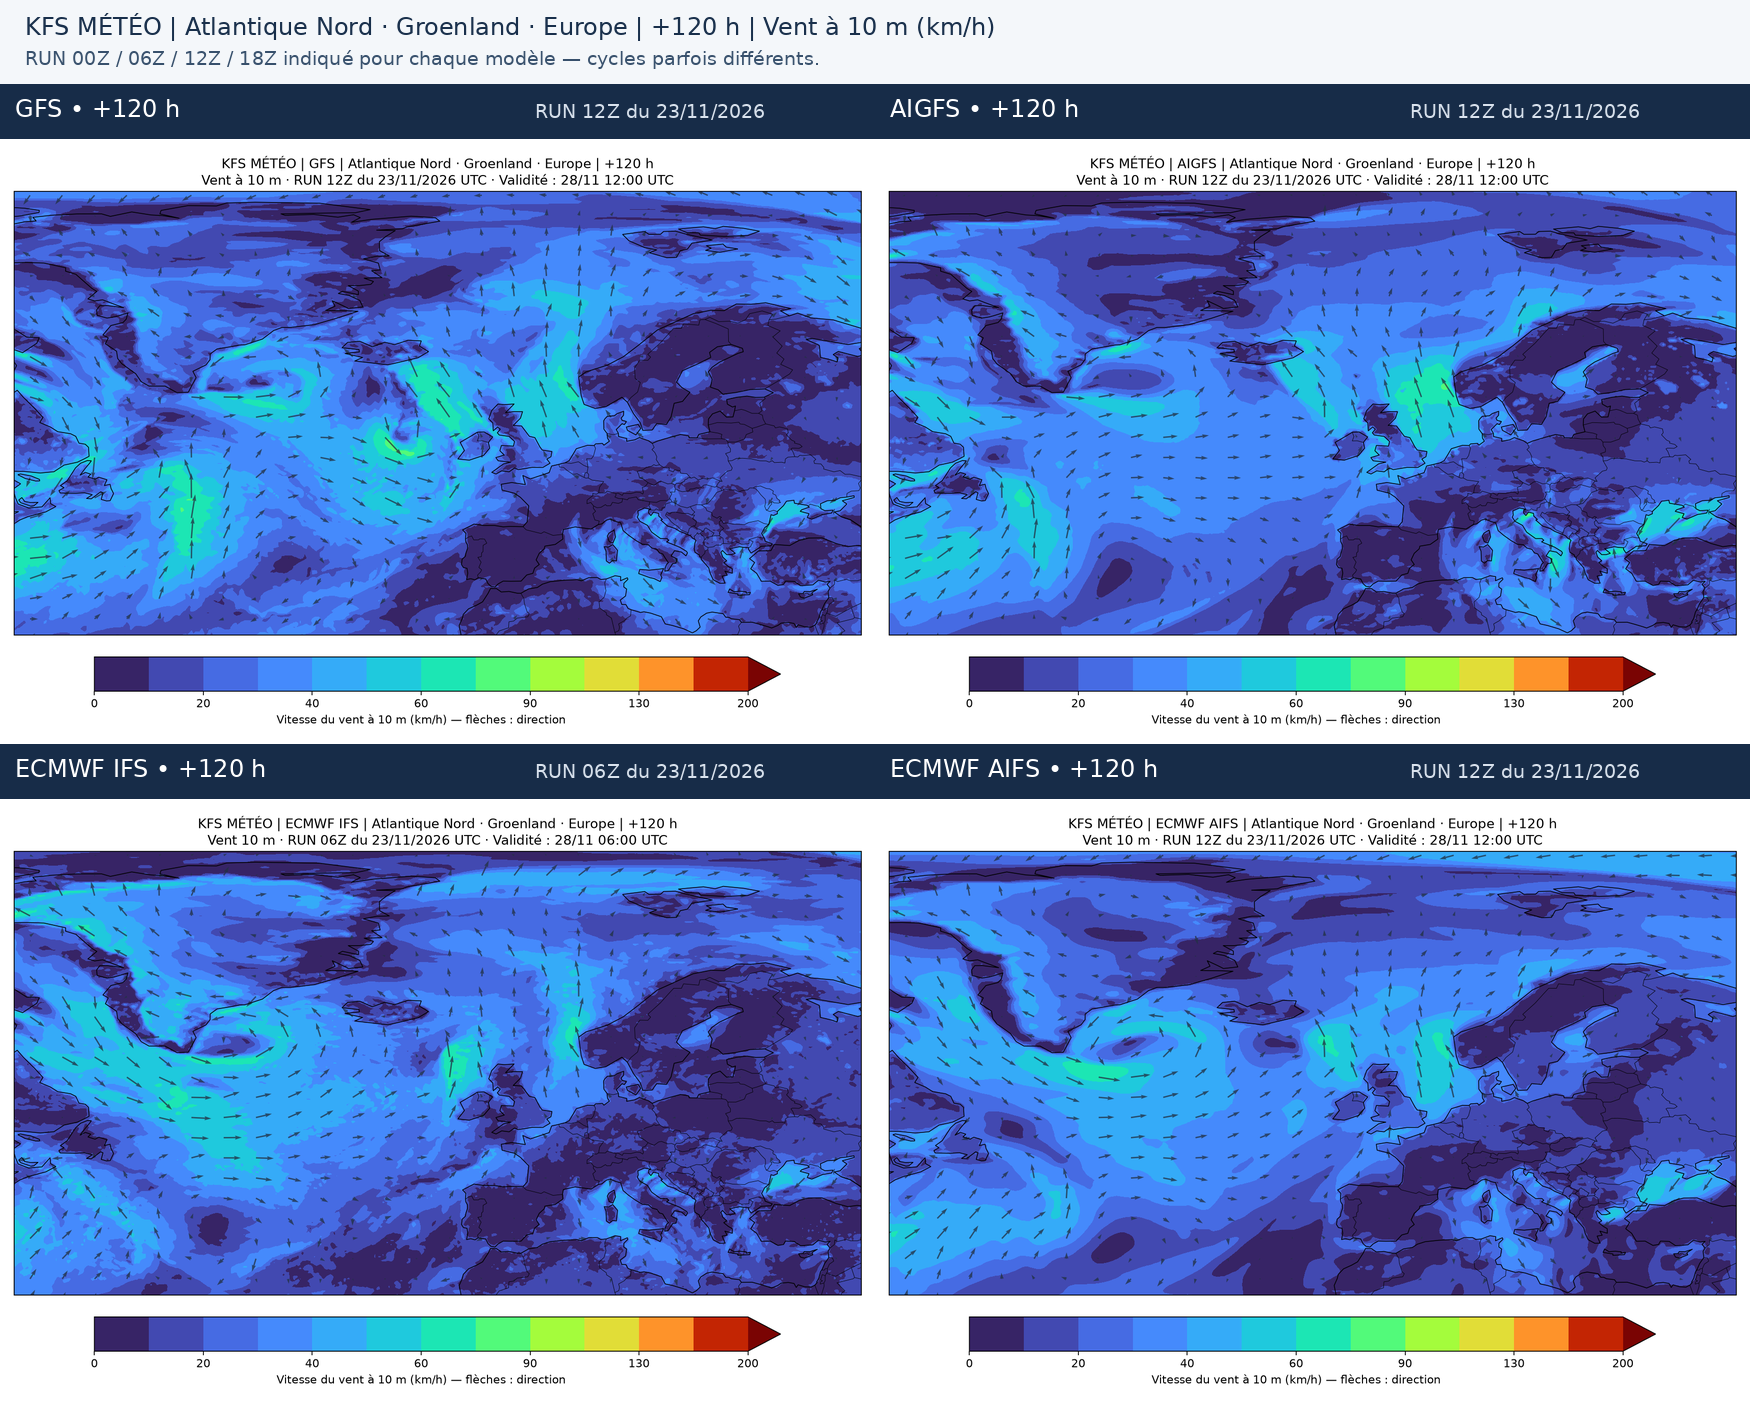 KFS MÉTÉO | Atlantique Nord · Groenland · Europe | +120 h | Vent à 10 m (km/h)
RUN 00Z / 06Z / 12Z / 18Z indiqué pour chaque modèle — cycles parfois différents.
GFS • +120 h
RUN 12Z du 23/11/2026
KFS MÉTÉO | GFS | Atlantique Nord · Groenland · Europe | +120 h
Vent à 10 m · RUN 12Z du 23/11/2026 UTC · Validité : 28/11 12:00 UTC
0 20 40 60 90 130 200
Vitesse du vent à 10 m (km/h) — flèches : direction
AIGFS • +120 h
RUN 12Z du 23/11/2026
KFS MÉTÉO | AIGFS | Atlantique Nord · Groenland · Europe | +120 h
Vent à 10 m · RUN 12Z du 23/11/2026 UTC · Validité : 28/11 12:00 UTC
0 20 40 60 90 130 200
Vitesse du vent à 10 m (km/h) — flèches : direction
ECMWF IFS • +120 h
RUN 06Z du 23/11/2026
KFS MÉTÉO | ECMWF IFS | Atlantique Nord · Groenland · Europe | +120 h
Vent 10 m · RUN 06Z du 23/11/2026 UTC · Validité : 28/11 06:00 UTC
0 20 40 60 90 130 200
Vitesse du vent à 10 m (km/h) — flèches : direction
ECMWF AIFS • +120 h
RUN 12Z du 23/11/2026
KFS MÉTÉO | ECMWF AIFS | Atlantique Nord · Groenland · Europe | +120 h
Vent 10 m · RUN 12Z du 23/11/2026 UTC · Validité : 28/11 12:00 UTC
0 20 40 60 90 130 200
Vitesse du vent à 10 m (km/h) — flèches : direction